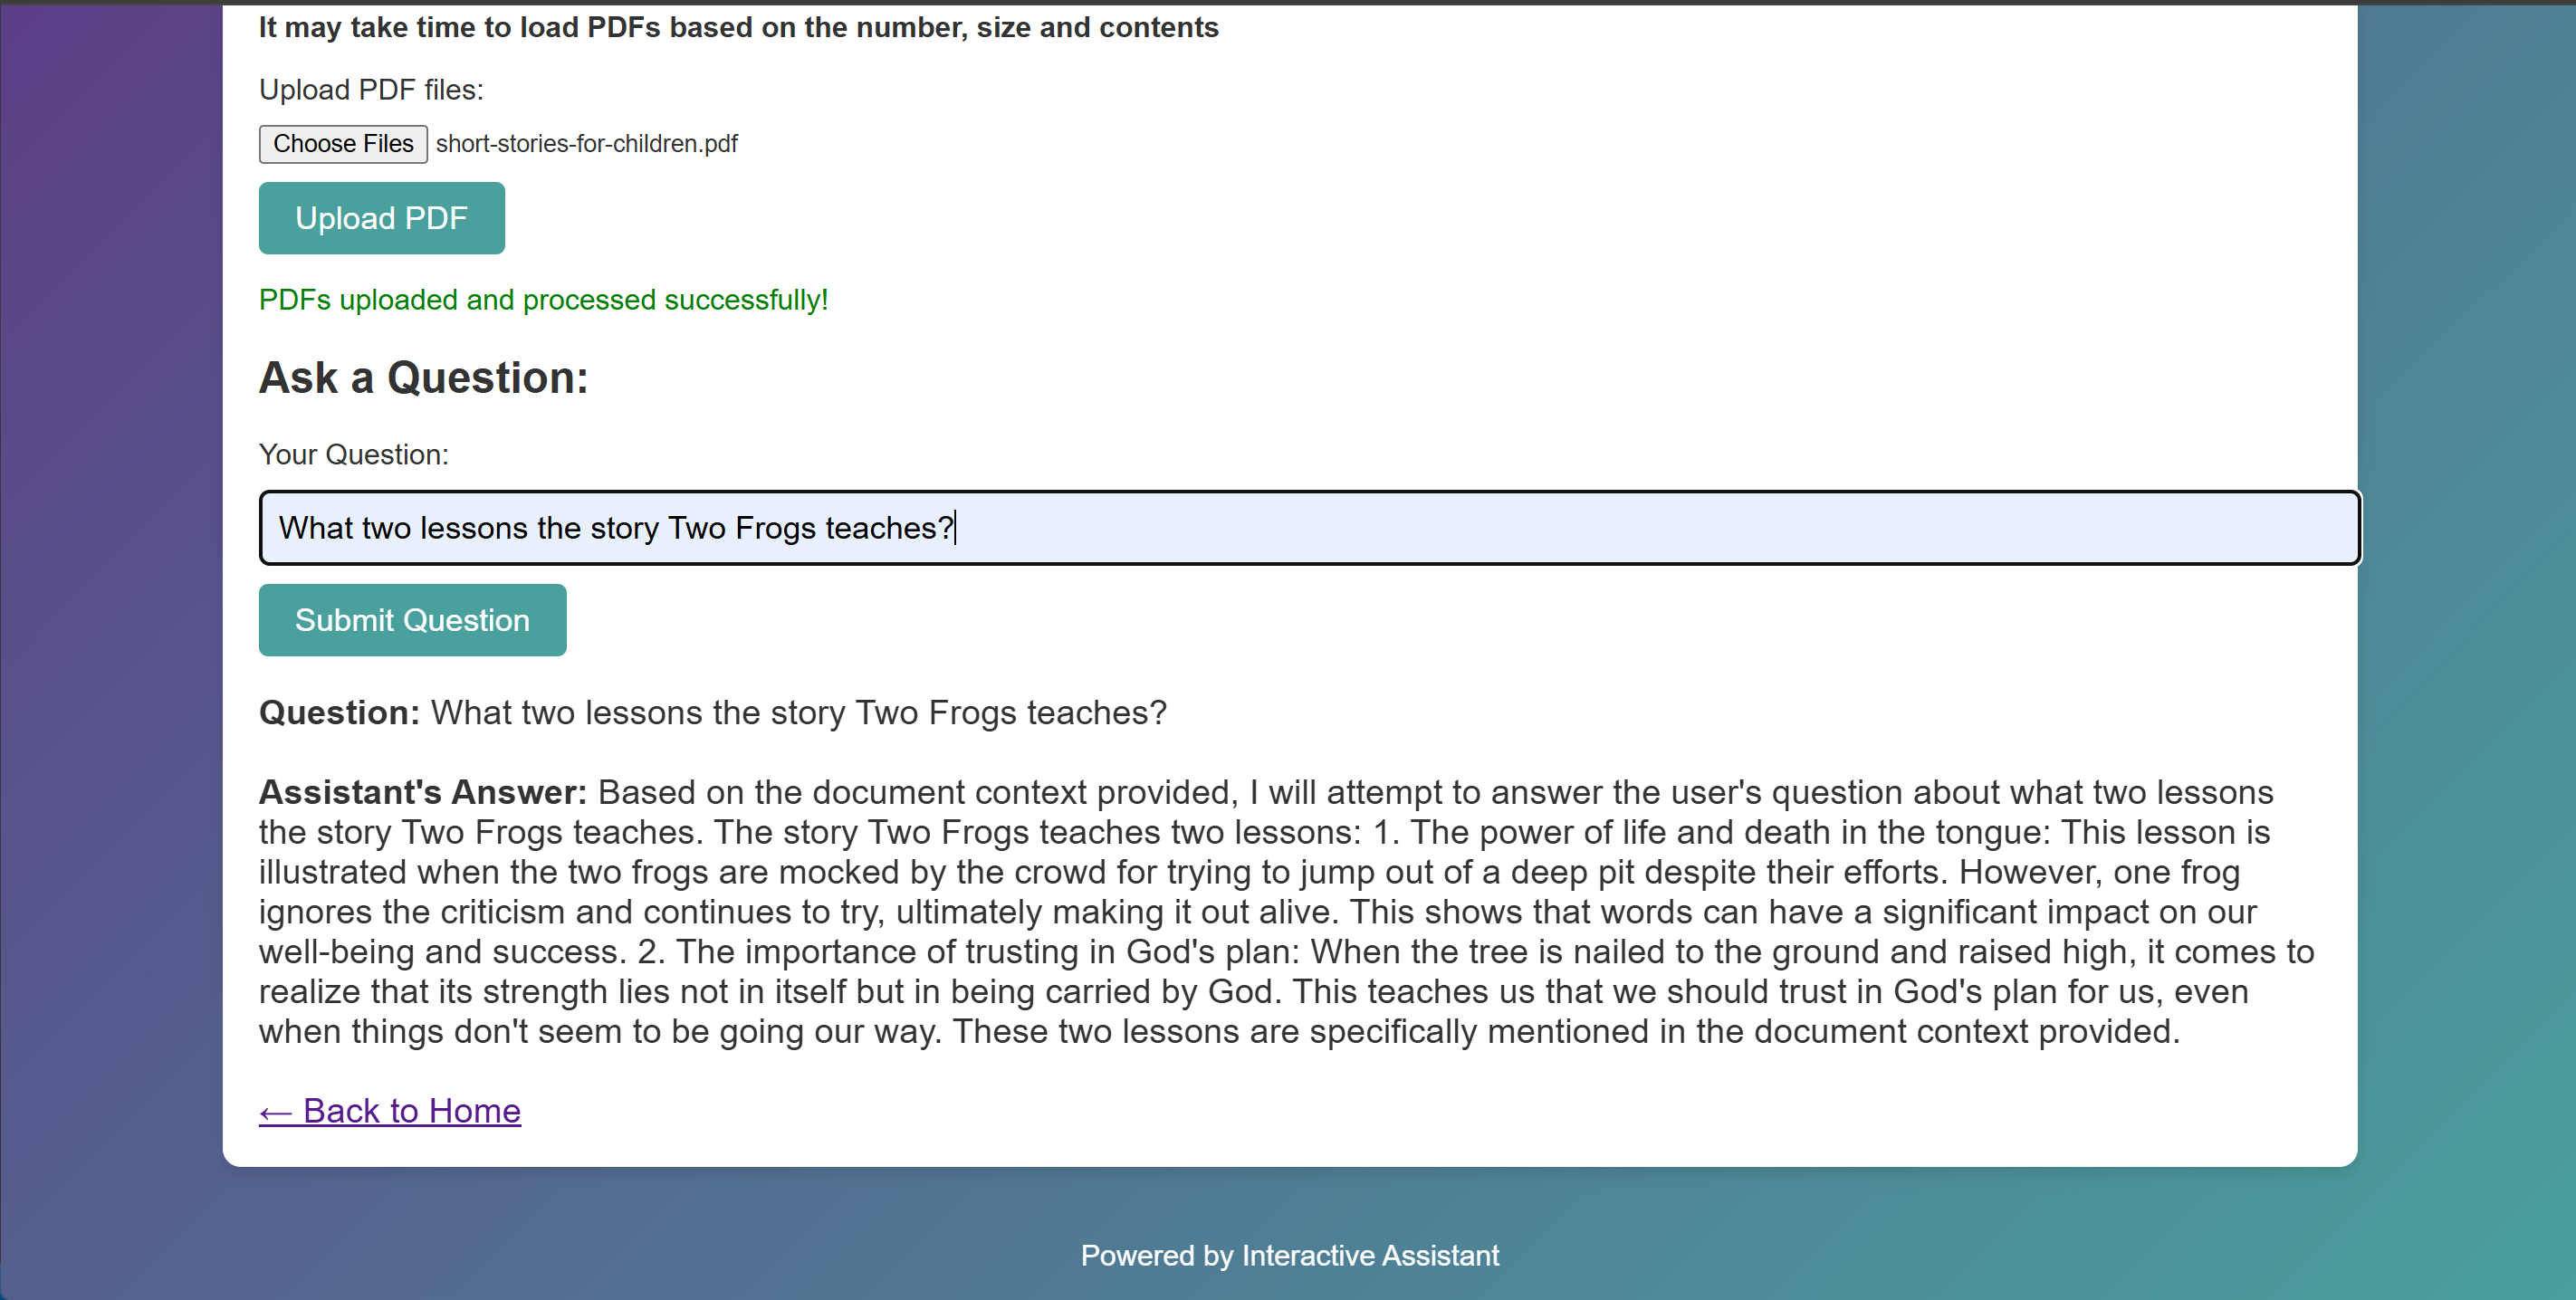 It may take time to load PDFs based on the number, size and contents
Upload PDF files:
Choose Files short-stories-for-children.pdf
Upload PDF
PDFs uploaded and processed successfully!
Ask a Question:
Your Question:
What two lessons the story Two Frogs teaches?
Submit Question
Question: What two lessons the story Two Frogs teaches?
Assistant's Answer: Based on the document context provided, I will attempt to answer the user's question about what two lessons
the story Two Frogs teaches. The story Two Frogs teaches two lessons: 1. The power of life and death in the tongue: This lesson is
illustrated when the two frogs are mocked by the crowd for trying to jump out of a deep pit despite their efforts. However, one frog
ignores the criticism and continues to try, ultimately making it out alive. This shows that words can have a significant impact on our
well-being and success. 2. The importance of trusting in God's plan: When the tree is nailed to the ground and raised high, it comes to
realize that its strength lies not in itself but in being carried by God. This teaches us that we should trust in God's plan for us, even
when things don't seem to be going our way. These two lessons are specifically mentioned in the document context provided.
← Back to Home
Powered by Interactive Assistant